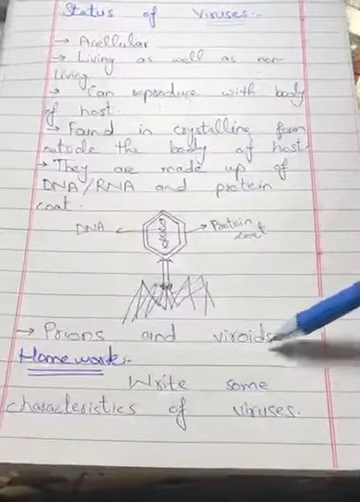 Status of Viruses:-
→ Acellular
→ Living as well as non-
living.
→ Can reproduce with body
of host.
→ Found in crystalling form
outside the body of host
→ They are made up of
DNA/RNA and protein
coat.
DNA ← → Protein
coat
→ Prions and viroids
Homework:-
Write some
characteristics of viruses.